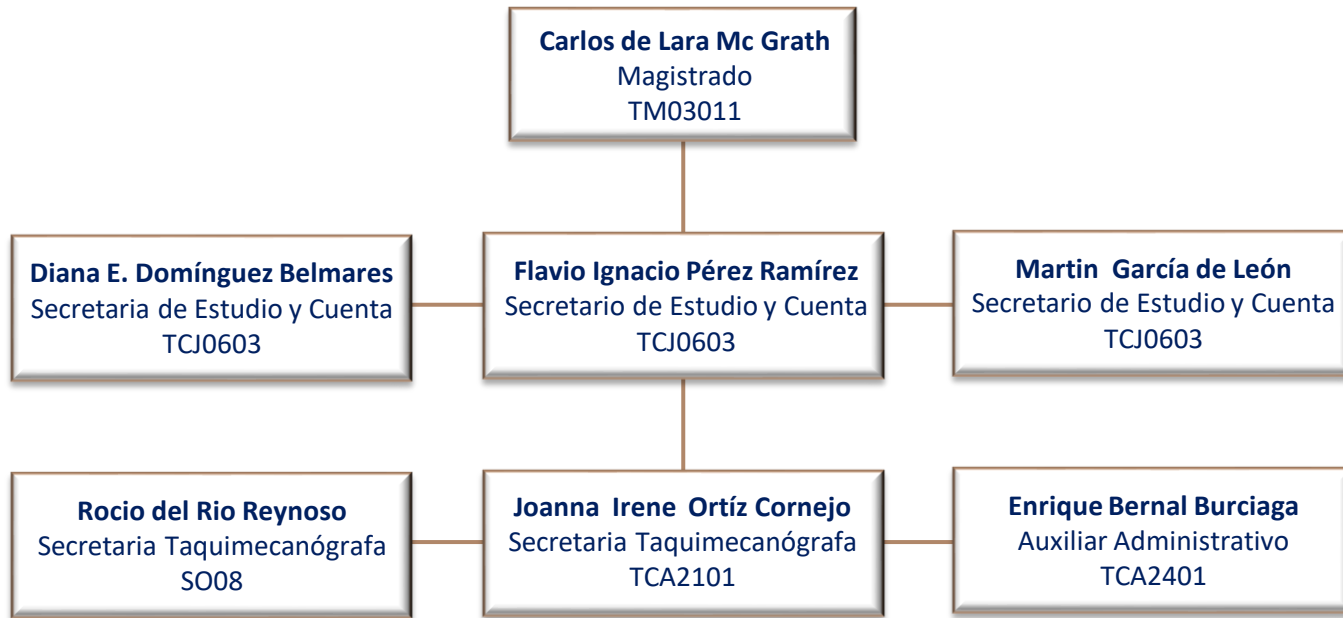 Carlos de Lara Mc Grath
Magistrado
TM03011
Diana E. Domínguez Belmares
Secretaria de Estudio y Cuenta
TCJ0603
Flavio Ignacio Pérez Ramírez
Secretario de Estudio y Cuenta
TCJ0603
Martin  García de León
Secretario de Estudio y Cuenta
TCJ0603
Rocio del Rio Reynoso
Secretaria Taquimecanógrafa
SO08
Joanna  Irene  Ortíz Cornejo
Secretaria Taquimecanógrafa
TCA2101
Enrique Bernal Burciaga
Auxiliar Administrativo
TCA2401